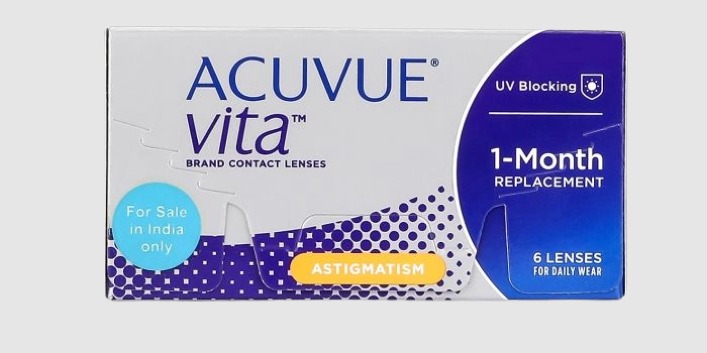 ACUVUE®
vita™
BRAND CONTACT LENSES
UV Blocking
1-Month
REPLACEMENT
For Sale
in India
only
ASTIGMATISM
6 LENSES
FOR DAILY WEAR